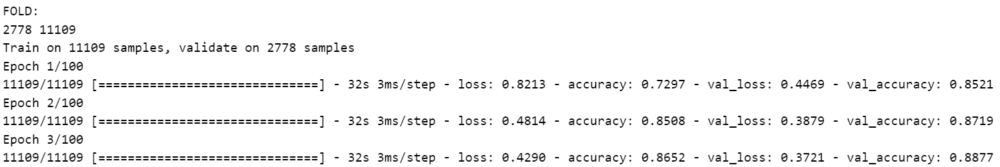 FOLD:
2778 11109
Train on 11109 samples, validate on 2778 samples
Epoch 1/100
11109/11109 [==============================] - 32s 3ms/step - loss: 0.8213 - accuracy: 0.7297 - val_loss: 0.4469 - val_accuracy: 0.8521
Epoch 2/100
11109/11109 [==============================] - 32s 3ms/step - loss: 0.4814 - accuracy: 0.8508 - val_loss: 0.3879 - val_accuracy: 0.8719
Epoch 3/100
11109/11109 [==============================] - 32s 3ms/step - loss: 0.4290 - accuracy: 0.8652 - val_loss: 0.3721 - val_accuracy: 0.8877